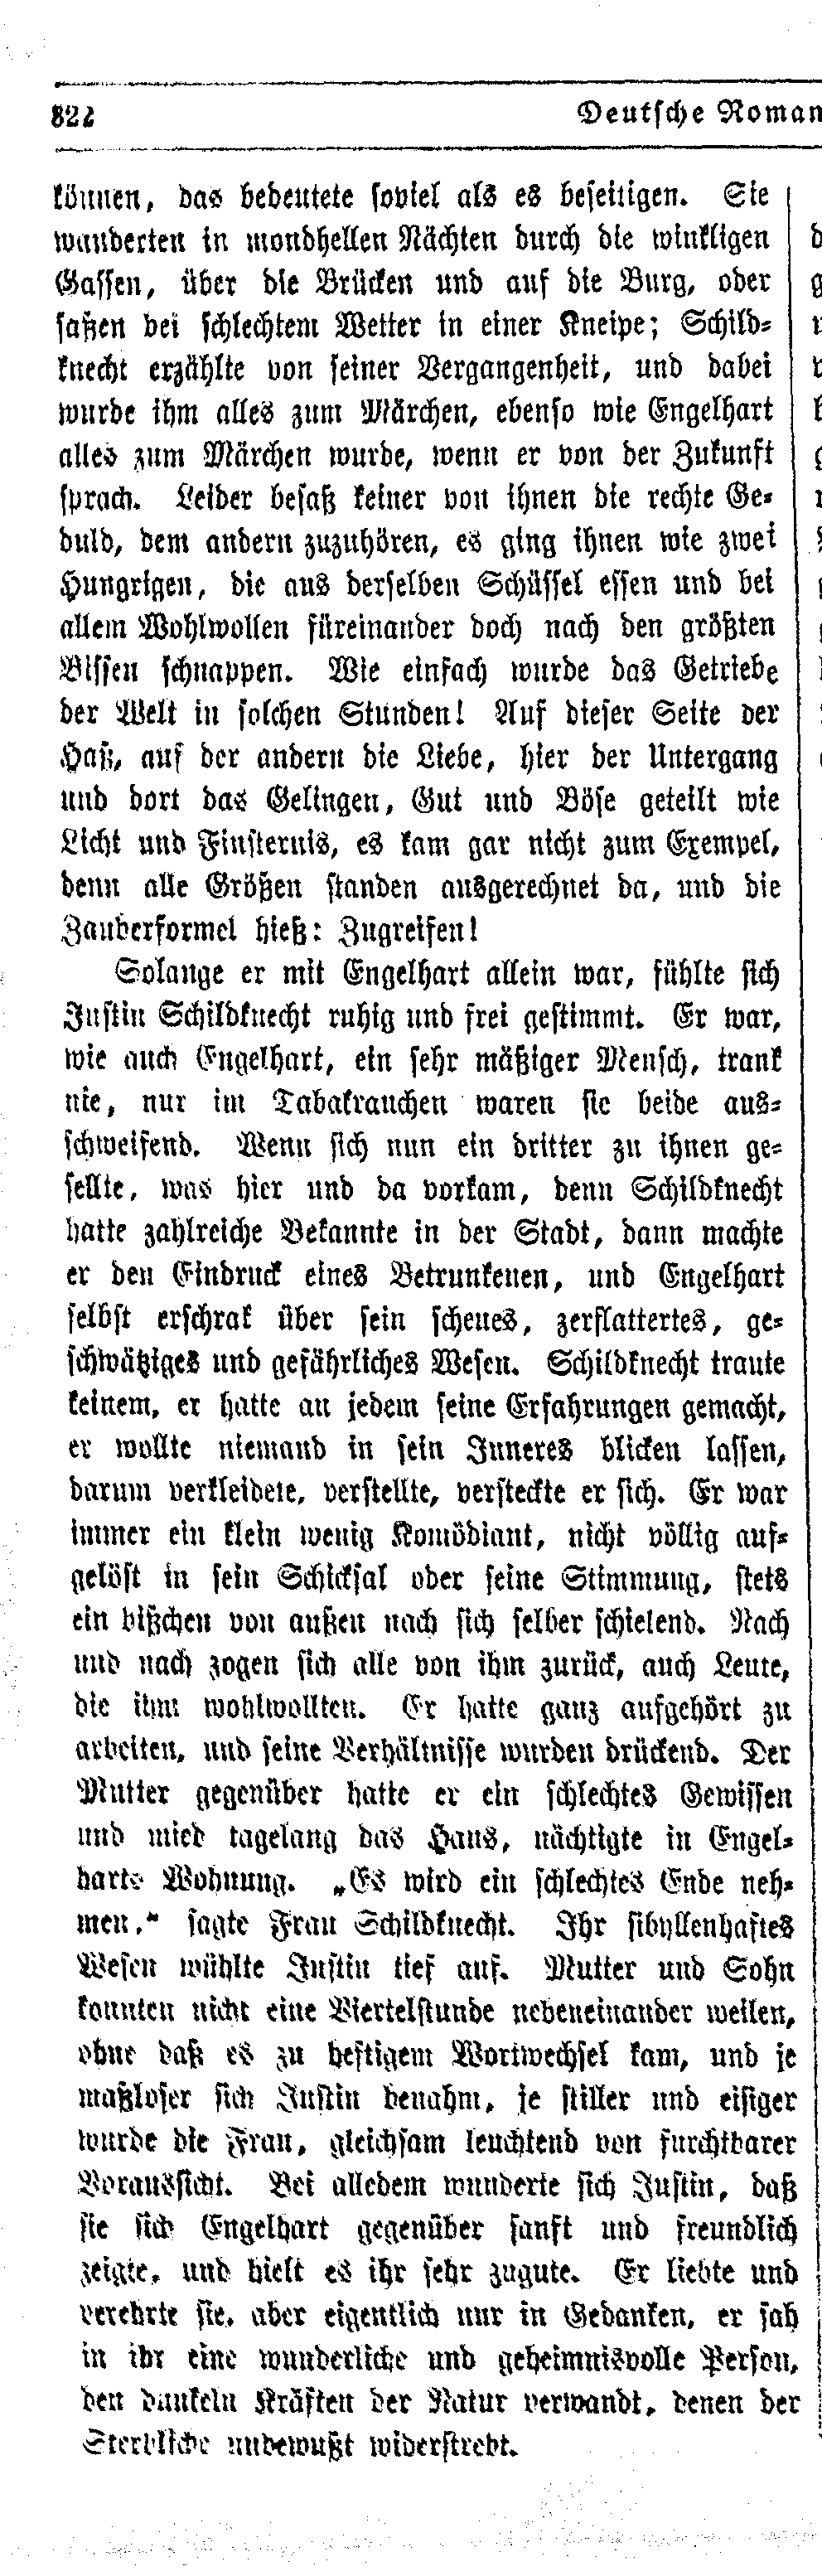 822
Deutsche Roman
können, das bedeutete soviel als es beseitigen. Sie
wanderten in mondhellen Nächten durch die winkligen
Gassen, über die Brücken und auf die Burg, oder
saßen bei schlechtem Wetter in einer Kneipe; Schild-
knecht erzählte von seiner Vergangenheit, und dabei
wurde ihm alles zum Märchen, ebenso wie Engelhart
alles zum Märchen wurde, wenn er von der Zukunft
sprach. Leider besaß keiner von ihnen die rechte Ge-
duld, dem andern zuzuhören, es ging ihnen wie zwei
Hungrigen, die aus derselben Schüssel essen und bei
allem Wohlwollen füreinander doch nach den größten
Bissen schnappen. Wie einfach wurde das Getriebe
der Welt in solchen Stunden! Auf dieser Seite der
Haß, auf der andern die Liebe, hier der Untergang
und dort das Gelingen, Gut und Böse geteilt wie
Licht und Finsternis, es kam gar nicht zum Exempel,
denn alle Größen standen ausgerechnet da, und die
Zauberformel hieß: Zugreifen!
Solange er mit Engelhart allein war, fühlte sich
Justin Schildknecht ruhig und frei gestimmt. Er war,
wie auch Engelhart, ein sehr mäßiger Mensch, trank
nie, nur im Tabakrauchen waren sie beide aus-
schweifend. Wenn sich nun ein dritter zu ihnen ge-
sellte, was hier und da vorkam, denn Schildknecht
hatte zahlreiche Bekannte in der Stadt, dann machte
er den Eindruck eines Betrunkenen, und Engelhart
selbst erschrak über sein scheues, zerflattertes, ge-
schwätziges und gefährliches Wesen. Schildknecht traute
keinem, er hatte an jedem seine Erfahrungen gemacht,
er wollte niemand in sein Inneres blicken lassen,
darum verkleidete, verstellte, versteckte er sich. Er war
immer ein klein wenig Komödiant, nicht völlig auf-
gelöst in sein Schicksal oder seine Stimmung, stets
ein bißchen von außen nach sich selber schielend. Nach
und nach zogen sich alle von ihm zurück, auch Leute,
die ihm wohlwollten. Er hatte ganz aufgehört zu
arbeiten, und seine Verhältnisse wurden drückend. Der
Mutter gegenüber hatte er ein schlechtes Gewissen
und mied tagelang das Haus, nächtigte in Engel-
harts Wohnung. „Es wird ein schlechtes Ende neh-
men,“ sagte Frau Schildknecht. Ihr sibyllenhaftes
Wesen wühlte Justin tief auf. Mutter und Sohn
konnten nicht eine Viertelstunde nebeneinander weilen,
ohne daß es zu heftigem Wortwechsel kam, und je
maßloser sich Justin benahm, je stiller und eisiger
wurde die Frau, gleichsam leuchtend von furchtbarer
Voraussicht. Bei alledem wunderte sich Justin, daß
sie sich Engelhart gegenüber sanft und freundlich
zeigte, und hielt es ihr sehr zugute. Er liebte und
verehrte sie, aber eigentlich nur in Gedanken, er sah
in ihr eine wunderliche und geheimnisvolle Person,
den dunkeln Kräften der Natur verwandt, denen der
Sterbliche unbewußt widerstrebt.